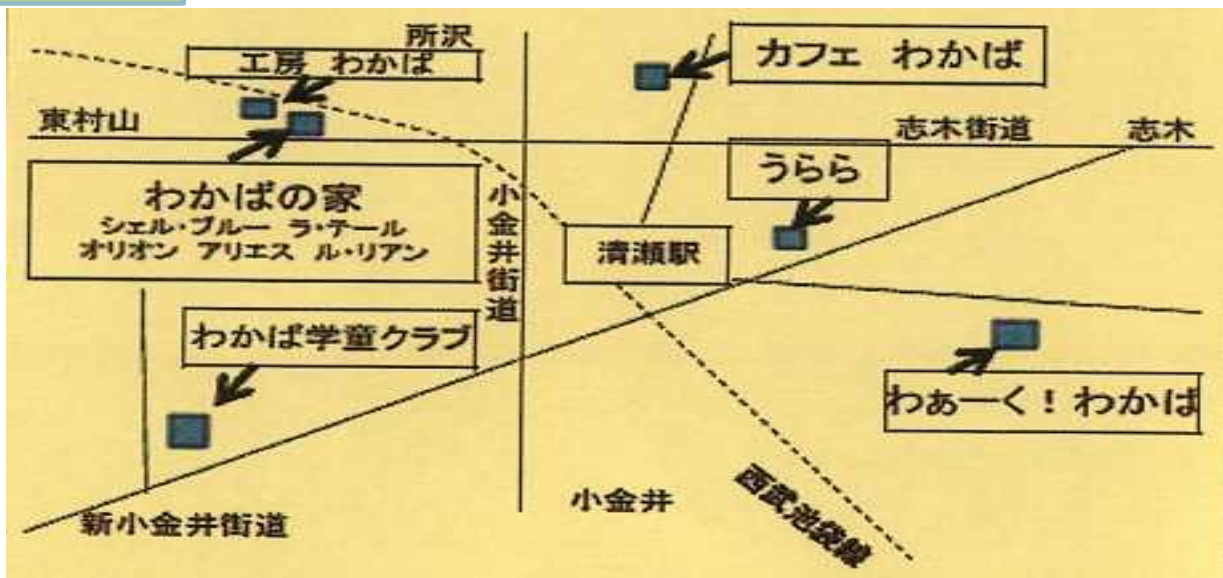 所沢
工房 わかば
カフェ わかば
東村山
志木街道
志木
わかばの家
シェル・ブルー ラ・テール
オリオン アリエス ル・リアン
小金井街道
うらら
清瀬駅
わかば学童クラブ
わぁーく！わかば
小金井
西武池袋線
新小金井街道